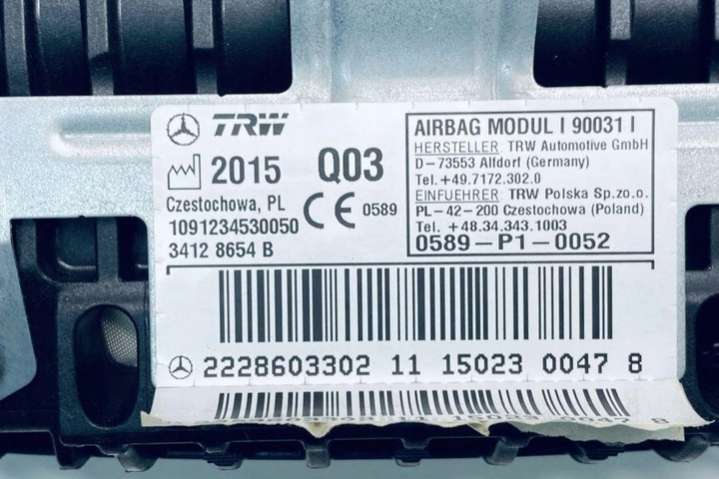 TRW
2015 Q03
Czestochowa, PL
CE 0589
1091234530050
3412 8654 B
AIRBAG MODUL I 90031 I
HERSTELLER TRW Automotive GmbH
D-73553 Alfdorf (Germany)
Tel.+49.7172.302.0
EINFUEHRER TRW Polska Sp.zo.o.
PL-42-200 Czestochowa (Poland)
Tel. +48.34.343.1003
0589-P1-0052
2228603302 11 15023 0047 8